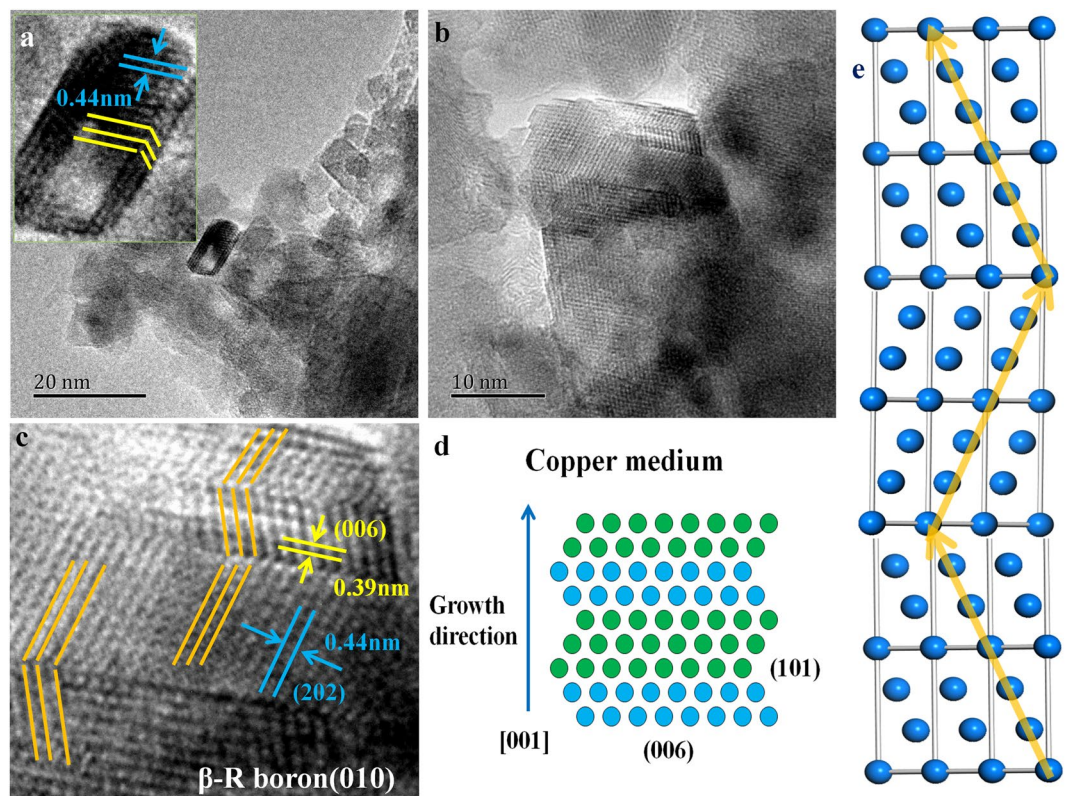 a
0.44nm
20 nm
b
10 nm
c
(006)
0.39nm
0.44nm
(202)
β-R boron(010)
d
Copper medium
Growth
direction
[001]
(101)
(006)
e